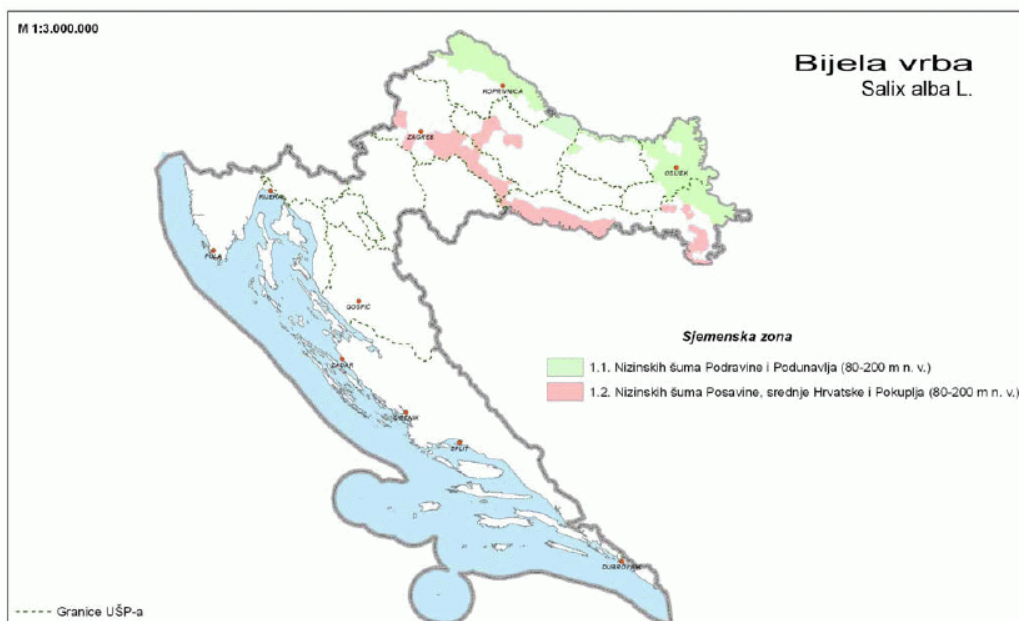 M 1:3.000.000
Bijela vrba
Salix alba L.
KOPRIVNICA
ZAGREB
OSIJEK
RIJEKA
PULA
GOSPIĆ
ZADAR
ŠIBENIK
SPLIT
DUBROVNIK
Sjemenska zona
1.1. Nizinskih šuma Podravine i Podunavlja (80-200 m n. v.)
1.2. Nizinskih šuma Posavine, srednje Hrvatske i Pokuplja (80-200 m n. v.)
Granice UŠP-a